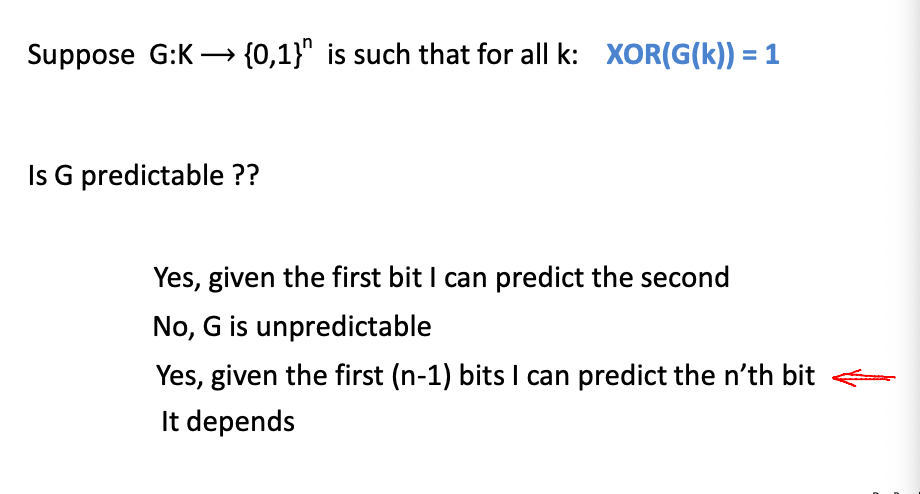 Suppose G:K ⟶ {0,1}ⁿ is such that for all k: XOR(G(k)) = 1
Is G predictable ??
Yes, given the first bit I can predict the second
No, G is unpredictable
Yes, given the first (n-1) bits I can predict the n’th bit
It depends